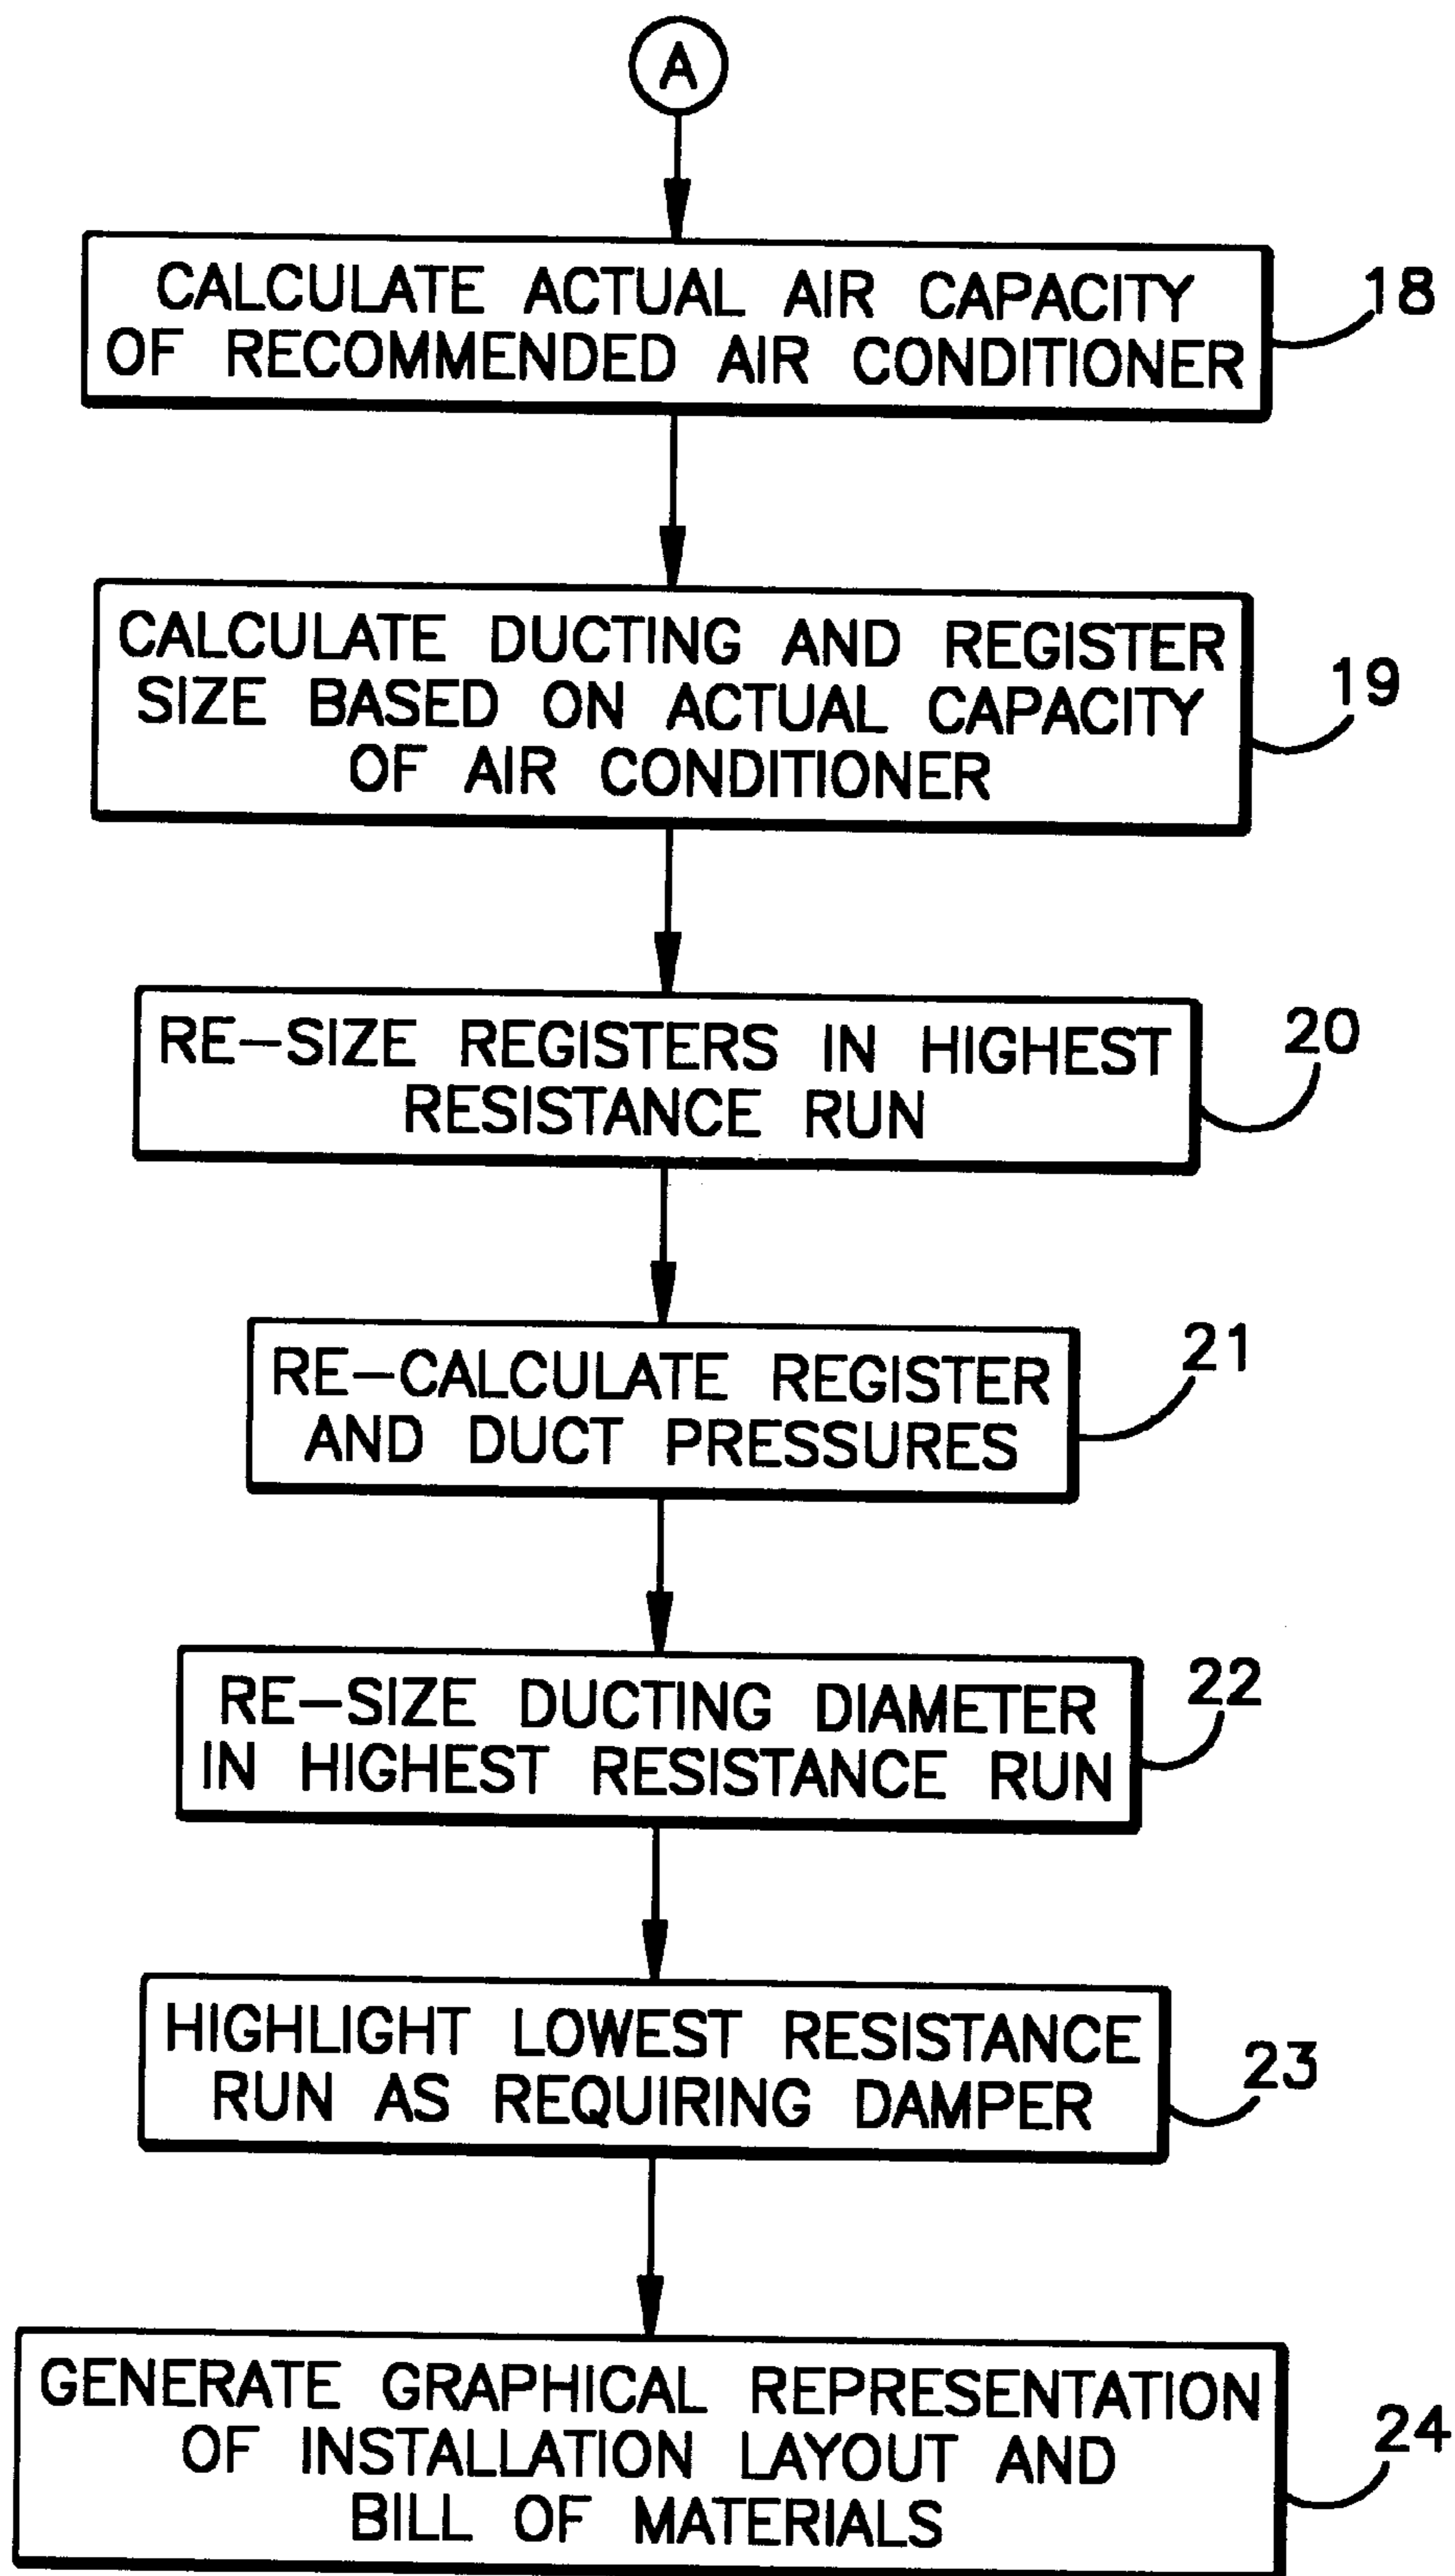 A
CALCULATE ACTUAL AIR CAPACITY
OF RECOMMENDED AIR CONDITIONER
18
CALCULATE DUCTING AND REGISTER
SIZE BASED ON ACTUAL CAPACITY
OF AIR CONDITIONER
19
RE-SIZE REGISTERS IN HIGHEST
RESISTANCE RUN
20
RE-CALCULATE REGISTER
AND DUCT PRESSURES
21
RE-SIZE DUCTING DIAMETER
IN HIGHEST RESISTANCE RUN
22
HIGHLIGHT LOWEST RESISTANCE
RUN AS REQUIRING DAMPER
23
GENERATE GRAPHICAL REPRESENTATION
OF INSTALLATION LAYOUT AND
BILL OF MATERIALS
24